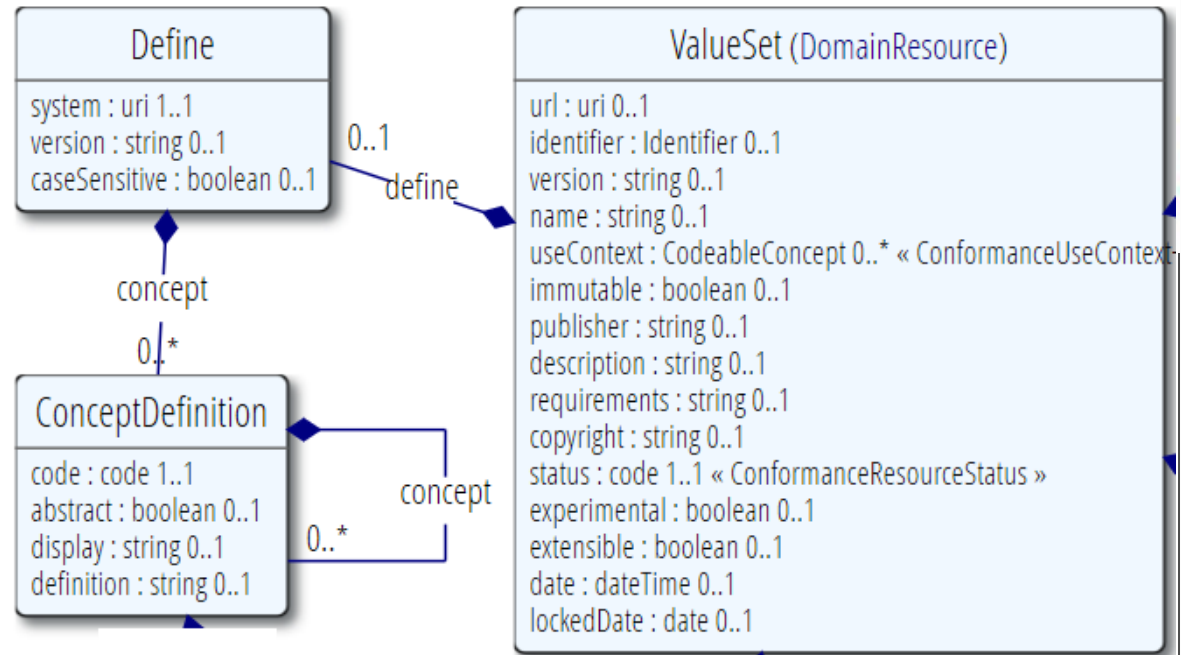 Define
system : uri 1..1
version : string 0..1
caseSensitive : boolean 0..1
0..1
define
concept
0..*
ConceptDefinition
code : code 1..1
abstract : boolean 0..1
display : string 0..1
definition : string 0..1
concept
0..*
ValueSet (DomainResource)
url : uri 0..1
identifier : Identifier 0..1
version : string 0..1
name : string 0..1
useContext : CodeableConcept 0..* « ConformanceUseContext
immutable : boolean 0..1
publisher : string 0..1
description : string 0..1
requirements : string 0..1
copyright : string 0..1
status : code 1..1 « ConformanceResourceStatus »
experimental : boolean 0..1
extensible : boolean 0..1
date : dateTime 0..1
lockedDate : date 0..1